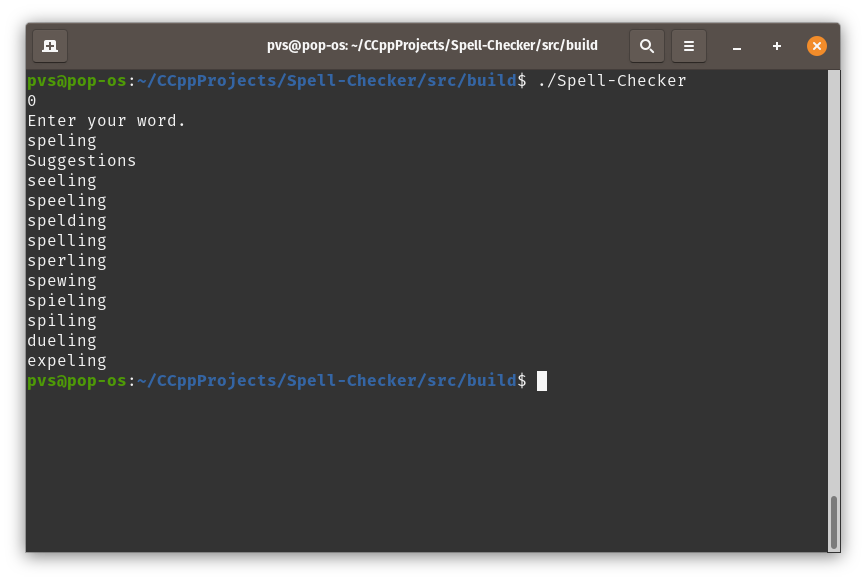 pvs@pop-os: ~/CCppProjects/Spell-Checker/src/build
pvs@pop-os:~/CCppProjects/Spell-Checker/src/build$ ./Spell-Checker
0
Enter your word.
speling
Suggestions
seeling
speeling
spelding
spelling
sperling
spewing
spieling
spiling
dueling
expeling
pvs@pop-os:~/CCppProjects/Spell-Checker/src/build$